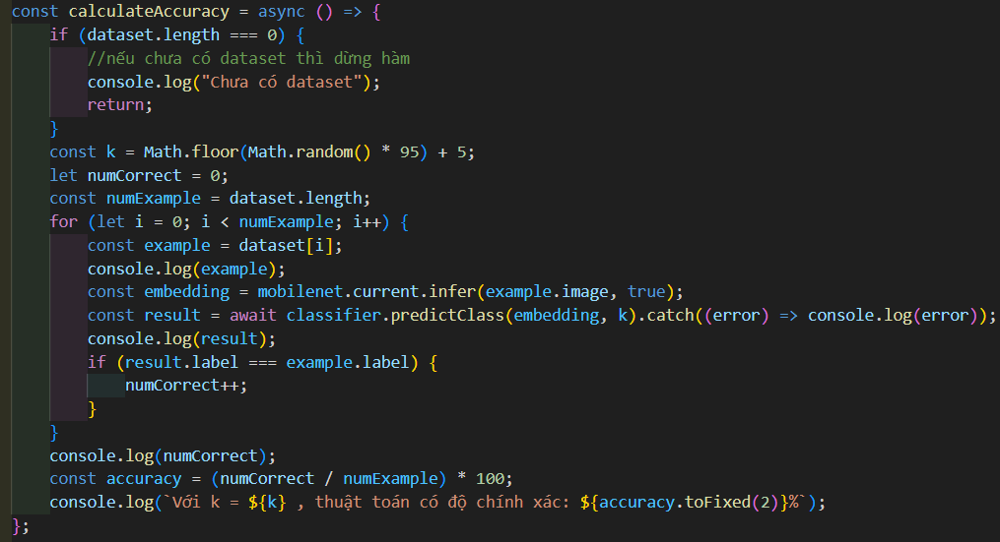 const calculateAccuracy = async () => {
    if (dataset.length === 0) {
        //nếu chưa có dataset thì dừng hàm
        console.log("Chưa có dataset");
        return;
    }
    const k = Math.floor(Math.random() * 95) + 5;
    let numCorrect = 0;
    const numExample = dataset.length;
    for (let i = 0; i < numExample; i++) {
        const example = dataset[i];
        console.log(example);
        const embedding = mobilenet.current.infer(example.image, true);
        const result = await classifier.predictClass(embedding, k).catch((error) => console.log(error));
        console.log(result);
        if (result.label === example.label) {
            numCorrect++;
        }
    }
    console.log(numCorrect);
    const accuracy = (numCorrect / numExample) * 100;
    console.log(`Với k = ${k} , thuật toán có độ chính xác: ${accuracy.toFixed(2)}%`);
};